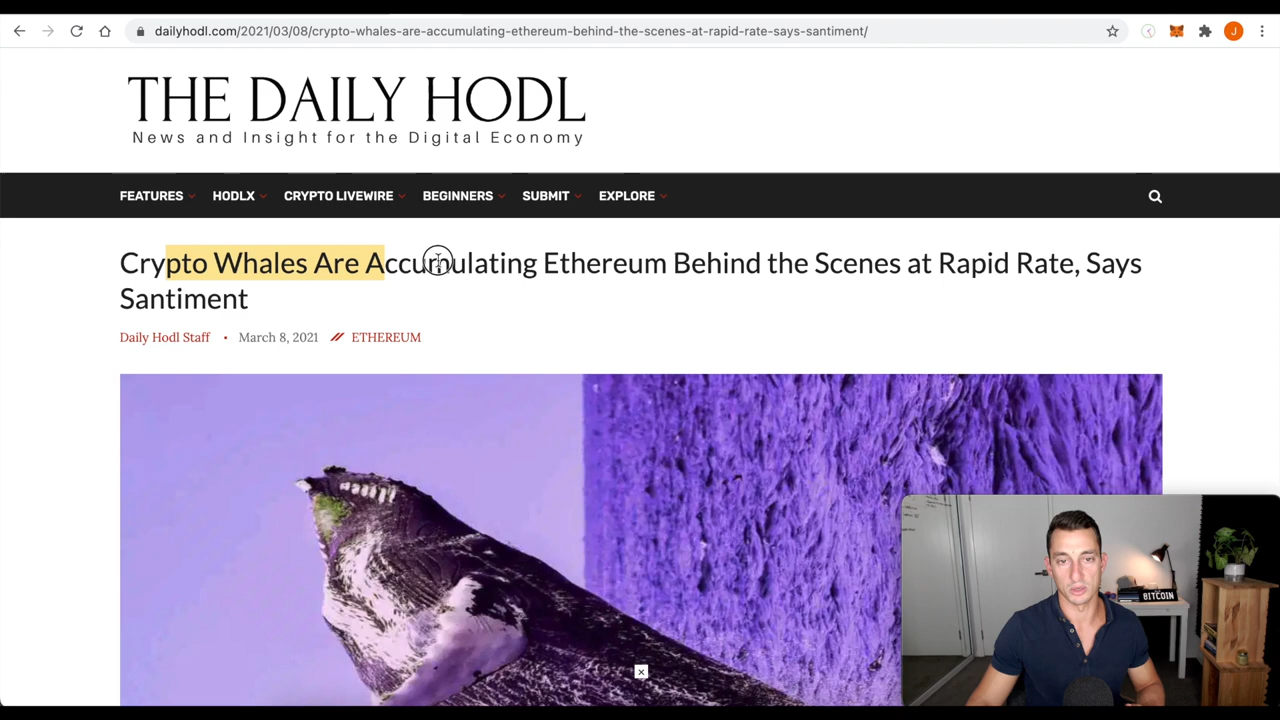 dailyhodl.com/2021/03/08/crypto-whales-are-accumulating-ethereum-behind-the-scenes-at-rapid-rate-says-santiment/
J
THE DAILY HODL
News and Insight for the Digital Economy
FEATURES HODLX CRYPTO LIVEWIRE BEGINNERS SUBMIT EXPLORE
Crypto Whales Are Accumulating Ethereum Behind the Scenes at Rapid Rate, Says
Santiment
Daily Hodl Staff • March 8, 2021 // ETHEREUM
BITCOIN